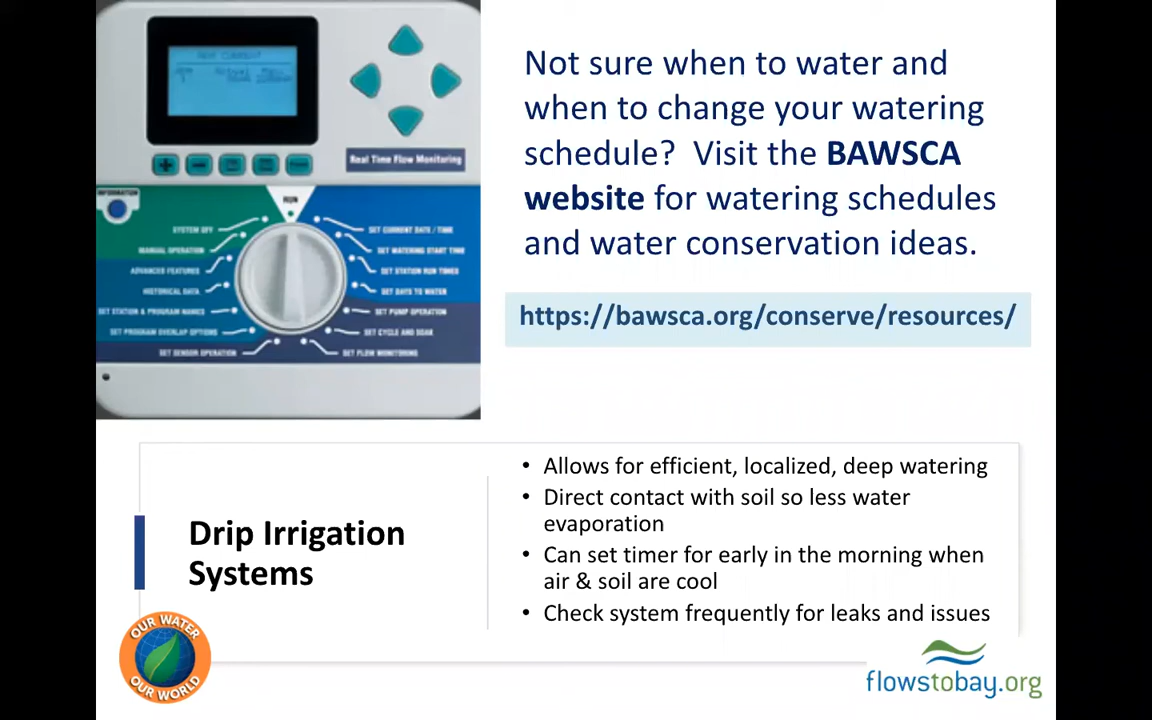 Real Time Flow Monitoring
INFORMATION
RUN
SYSTEM OFF
MANUAL OPERATION
ADVANCED FEATURES
HISTORICAL DATA
SET STATION & PROGRAM NAMES
SET PROGRAM OVERLAP OPTIONS
SET SENSOR OPERATION
SET CURRENT DATE / TIME
SET WATERING START TIME
SET STATION RUN TIMES
SET DAYS TO WATER
SET PUMP OPERATION
SET CYCLE AND SOAK
SET FLOW MONITORING
Not sure when to water and
when to change your watering
schedule? Visit the BAWSCA
website for watering schedules
and water conservation ideas.
https://bawsca.org/conserve/resources/
Drip Irrigation
Systems
• Allows for efficient, localized, deep watering
• Direct contact with soil so less water
evaporation
• Can set timer for early in the morning when
air & soil are cool
• Check system frequently for leaks and issues
OUR WATER
OUR WORLD
flowstobay.org